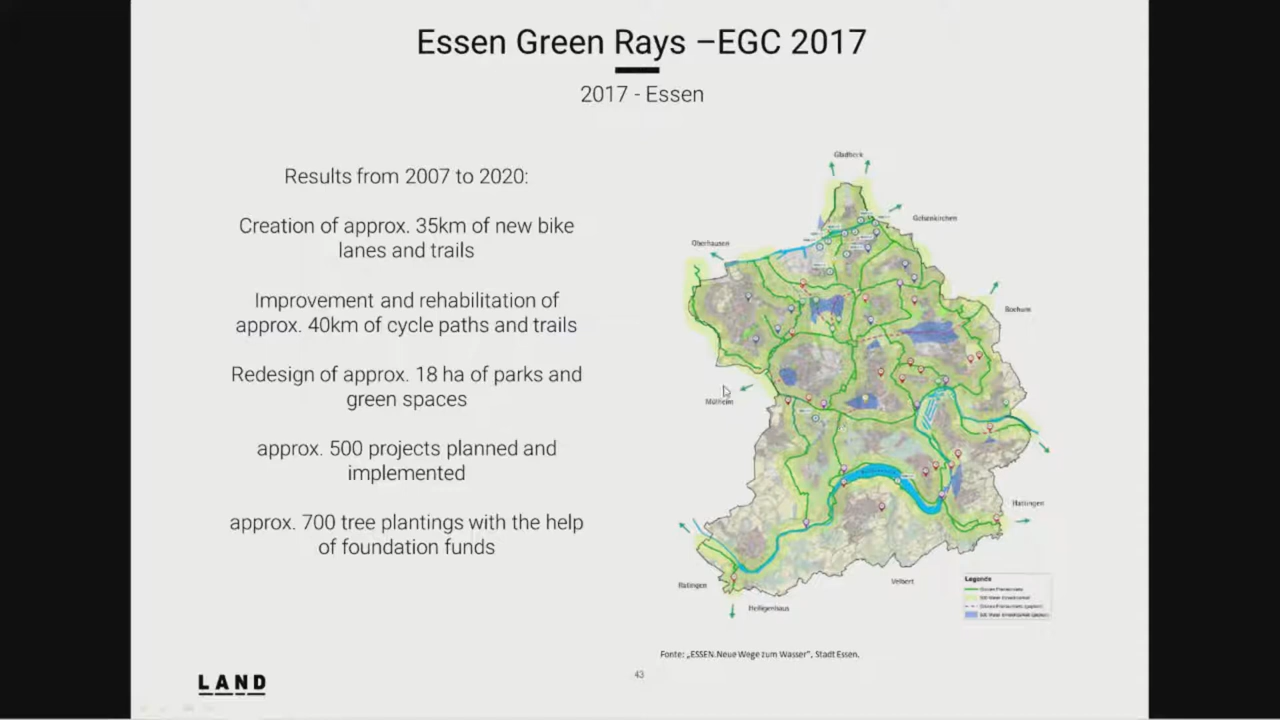 Essen Green Rays –EGC 2017
2017 - Essen
Results from 2007 to 2020:
Creation of approx. 35km of new bike
lanes and trails
Improvement and rehabilitation of
approx. 40km of cycle paths and trails
Redesign of approx. 18 ha of parks and
green spaces
approx. 500 projects planned and
implemented
approx. 700 tree plantings with the help
of foundation funds
Gladbeck
Gelsenkirchen
Oberhausen
Bochum
Mülheim
Hattingen
Ratingen
Velbert
Heiligenhaus
Legende
Fonte: „ESSEN.Neue Wege zum Wasser", Stadt Essen.
43
LAND